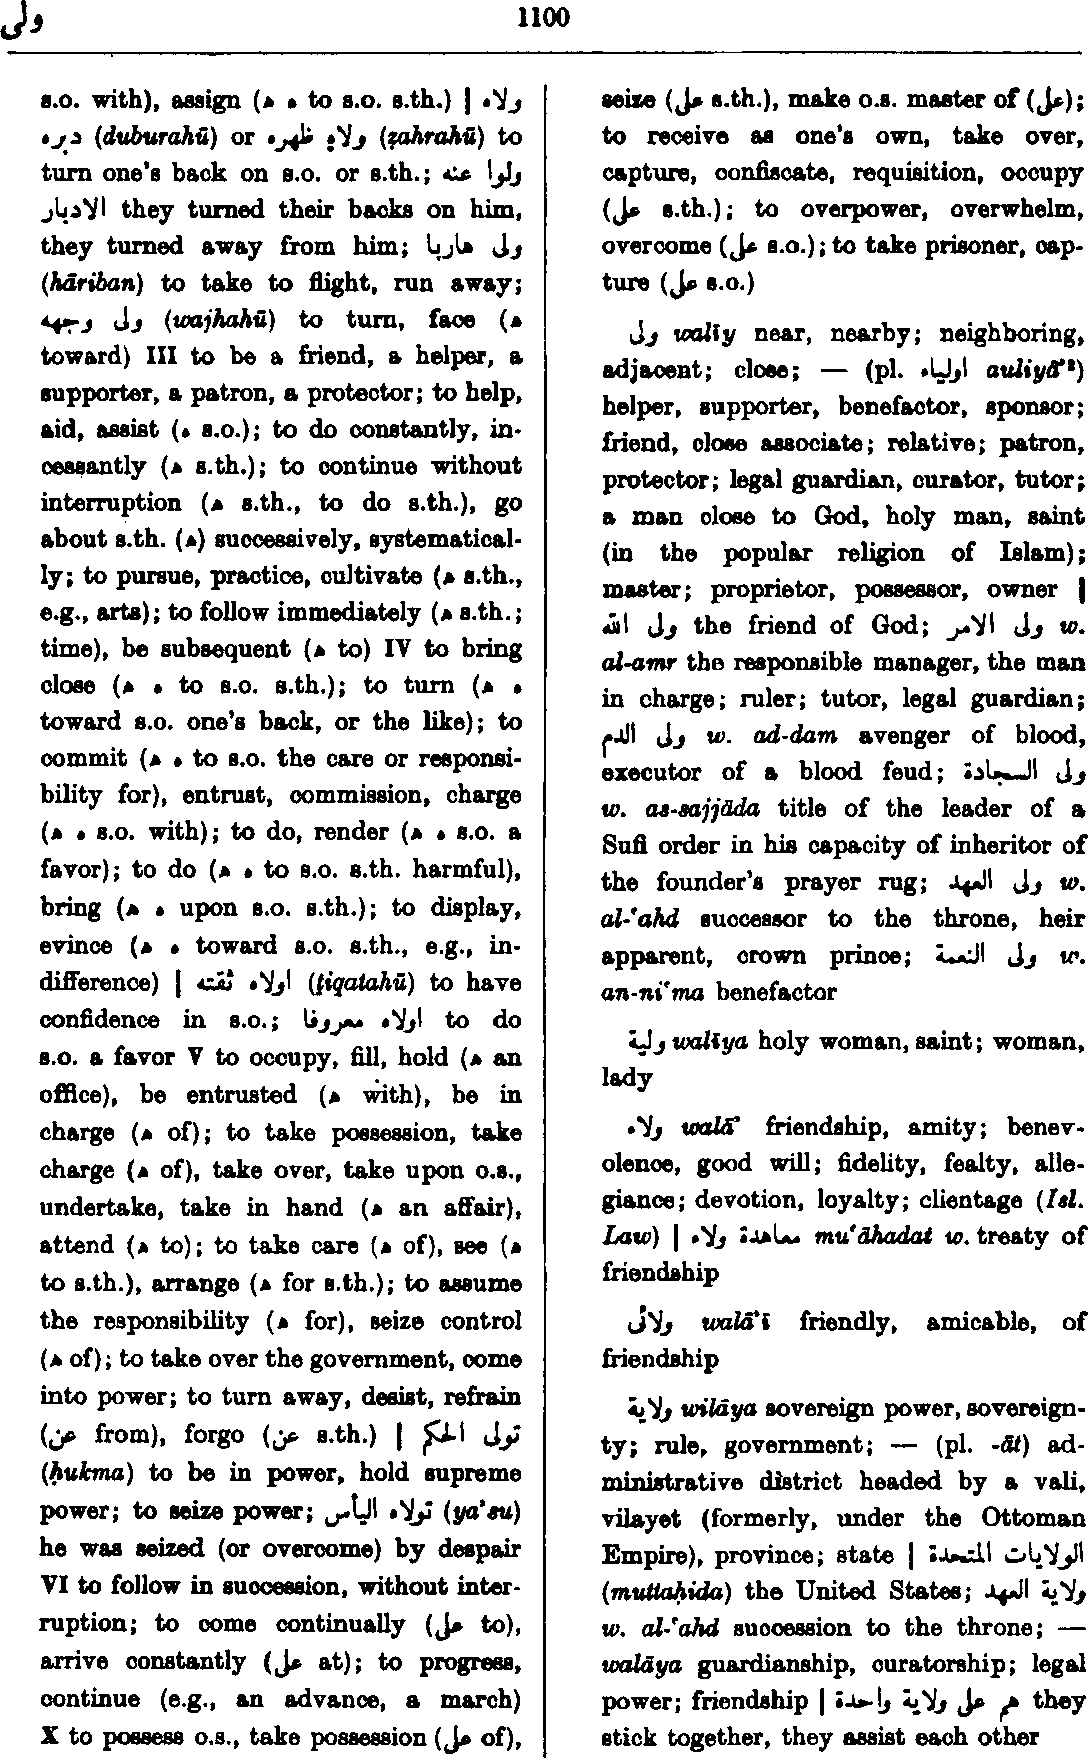 ولى
1100
s.o. with), assign (ه ه to s.o. s.th.) | ولاه
دبره (duburahū) or ولاه ظهره (ẓahrahū) to
turn one's back on s.o. or s.th.; ولوا عنه
الادبار they turned their backs on him,
they turned away from him; ولى هاربا
(hāriban) to take to flight, run away;
ولى وجهه (wajhahū) to turn, face (ه
toward) III to be a friend, a helper, a
supporter, a patron, a protector; to help,
aid, assist (ه s.o.); to do constantly, in-
cessantly (ه s.th.); to continue without
interruption (ه s.th., to do s.th.), go
about s.th. (ه) successively, systematical-
ly; to pursue, practice, cultivate (ه s.th.,
e.g., arts); to follow immediately (ه s.th.;
time), be subsequent (ه to) IV to bring
close (ه ه to s.o. s.th.); to turn (ه ه
toward s.o. one's back, or the like); to
commit (ه ه to s.o. the care or responsi-
bility for), entrust, commission, charge
(ه ه s.o. with); to do, render (ه ه s.o. a
favor); to do (ه ه to s.o. s.th. harmful),
bring (ه ه upon s.o. s.th.); to display,
evince (ه ه toward s.o. s.th., e.g., in-
difference) | اولاه ثقته (ṯiqatahū) to have
confidence in s.o.; اولاه معروفا to do
s.o. a favor V to occupy, fill, hold (ه an
office), be entrusted (ه with), be in
charge (ه of); to take possession, take
charge (ه of), take over, take upon o.s.,
undertake, take in hand (ه an affair),
attend (ه to); to take care (ه of), see (ه
to s.th.), arrange (ه for s.th.); to assume
the responsibility (ه for), seize control
(ه of); to take over the government, come
into power; to turn away, desist, refrain
(عن from), forgo (عن s.th.) | تولى الحكم
(ḥukma) to be in power, hold supreme
power; to seize power; تولاه اليأس (ya'su)
he was seized (or overcome) by despair
VI to follow in succession, without inter-
ruption; to come continually (على to),
arrive constantly (على at); to progress,
continue (e.g., an advance, a march)
X to possess o.s., take possession (على of),
seize (على s.th.), make o.s. master of (على);
to receive as one's own, take over,
capture, confiscate, requisition, occupy
(على s.th.); to overpower, overwhelm,
overcome (على s.o.); to take prisoner, cap-
ture (على s.o.)
ولى walīy near, nearby; neighboring,
adjacent; close; — (pl. اولياء auliyā'²)
helper, supporter, benefactor, sponsor;
friend, close associate; relative; patron,
protector; legal guardian, curator, tutor;
a man close to God, holy man, saint
(in the popular religion of Islam);
master; proprietor, possessor, owner |
ولى الله the friend of God; ولى الامر w.
al-amr the responsible manager, the man
in charge; ruler; tutor, legal guardian;
ولى الدم w. ad-dam avenger of blood,
executor of a blood feud; ولى السجادة
w. as-sajjāda title of the leader of a
Sufi order in his capacity of inheritor of
the founder's prayer rug; ولى العهد w.
al-‘ahd successor to the throne, heir
apparent, crown prince; ولى النعمة w.
an-ni‘ma benefactor
ولية walīya holy woman, saint; woman,
lady
ولاء walā' friendship, amity; benev-
olence, good will; fidelity, fealty, alle-
giance; devotion, loyalty; clientage (Isl.
Law) | معاهدة ولاء mu‘āhadat w. treaty of
friendship
ولائى walā'ī friendly, amicable, of
friendship
ولاية wilāya sovereign power, sovereign-
ty; rule, government; — (pl. -āt) ad-
ministrative district headed by a vali,
vilayet (formerly, under the Ottoman
Empire), province; state | الولايات المتحدة
(muttaḥida) the United States; ولاية العهد
w. al-‘ahd succession to the throne; —
walāya guardianship, curatorship; legal
power; friendship | هم على ولاية واحدة they
stick together, they assist each other